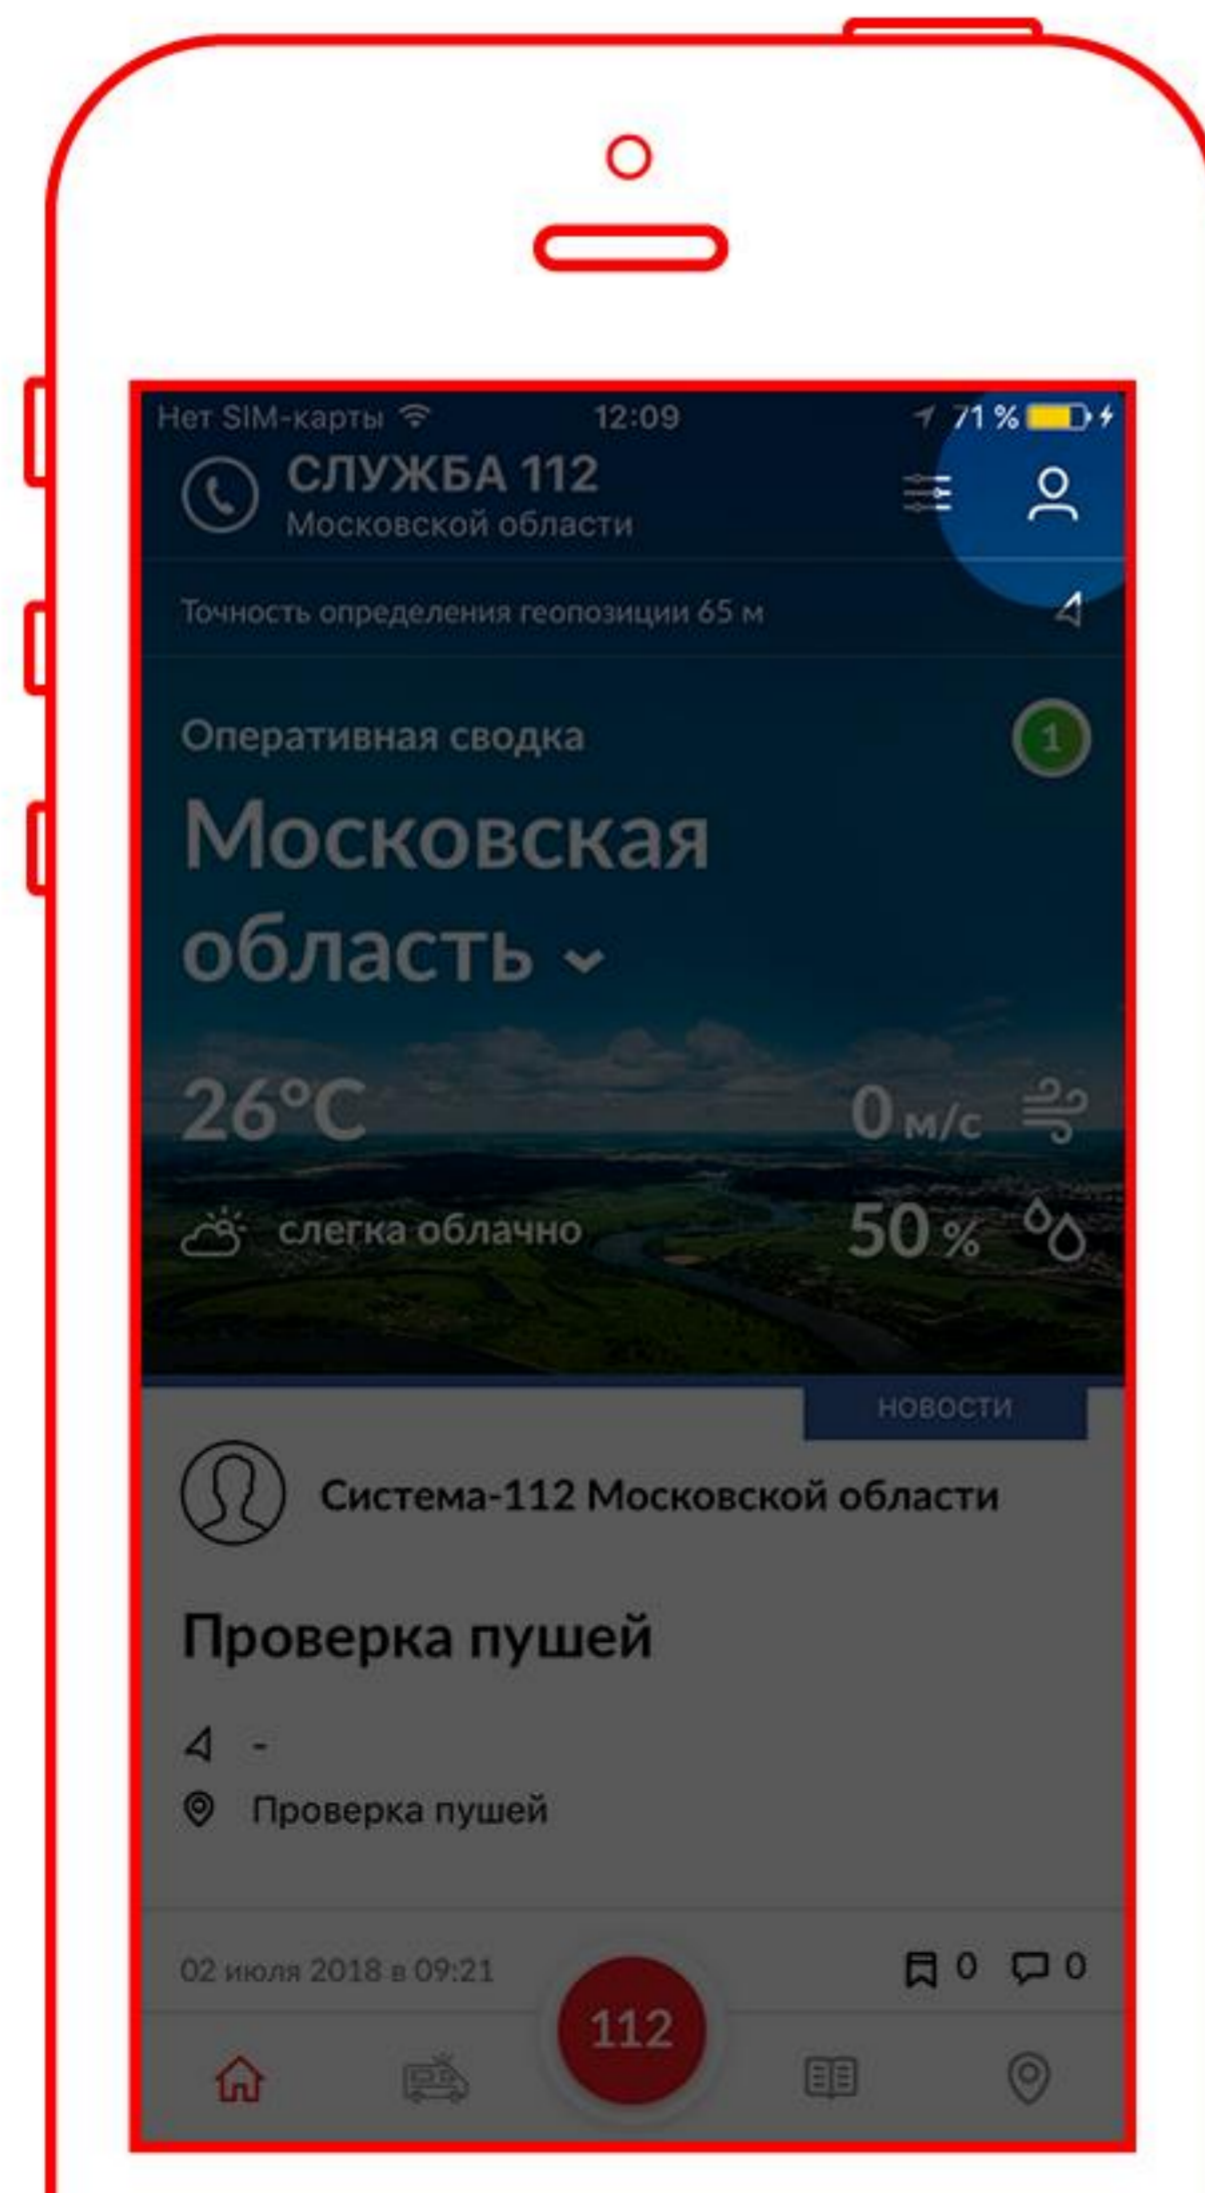 Нет SIM-карты 12:09 71 %
СЛУЖБА 112
Московской области
Точность определения геопозиции 65 м
Оперативная сводка 1
Московская
область
26°C 0 м/с
слегка облачно 50 %
НОВОСТИ
Система-112 Московской области
Проверка пушей
-
Проверка пушей
02 июля 2018 в 09:21 0 0
112